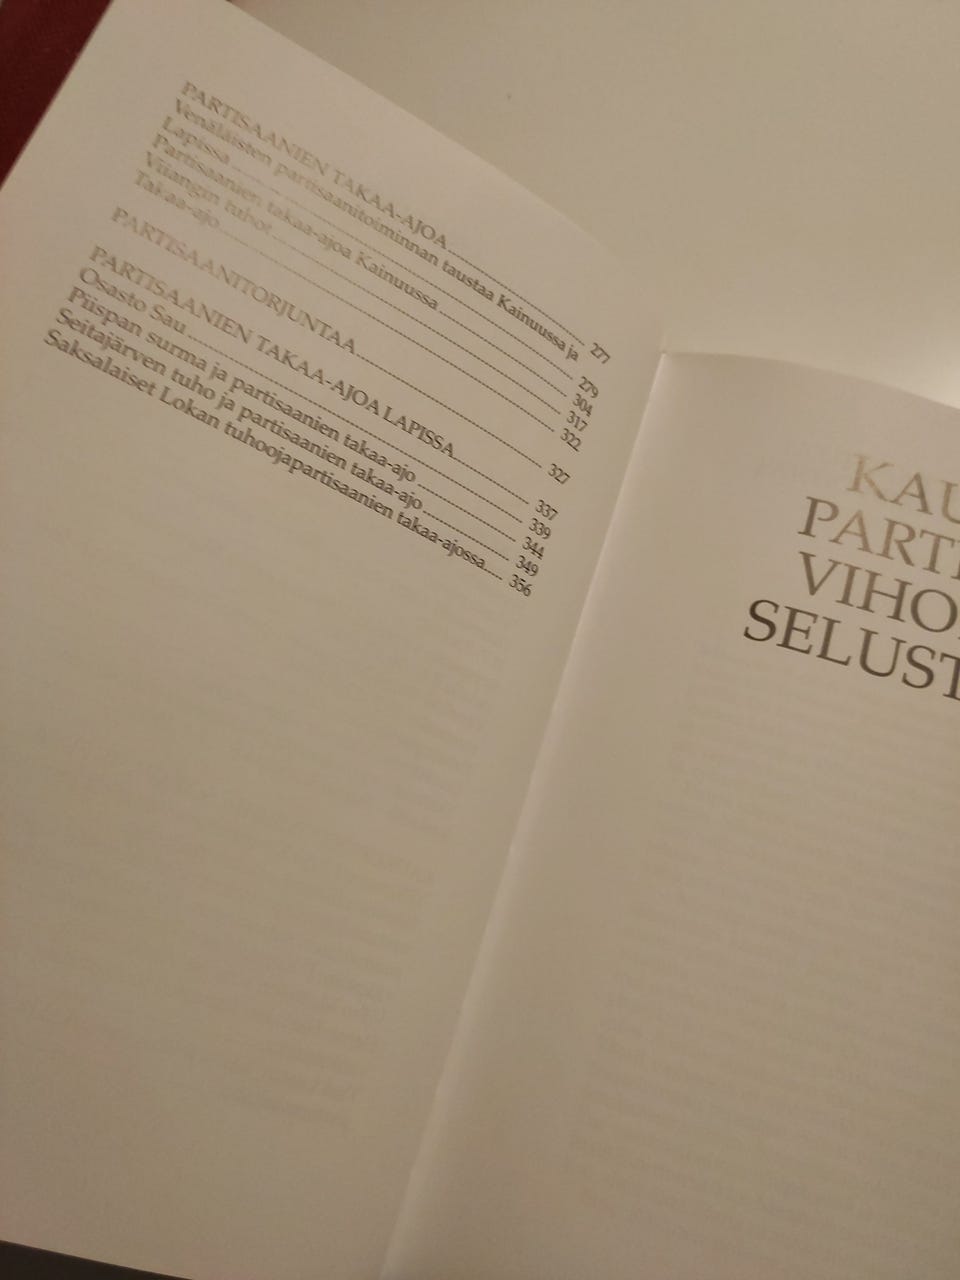 PARTISAANIEN TAKAA-AJOA 277
Venäläisten partisaanitoiminnan taustaa Kainuussa ja
Lapissa 279
Partisaanien takaa-ajoa Kainuussa 304
Viiangin tuhot 317
Takaa-ajo 322
PARTISAANITORJUNTAA 327
PARTISAANIEN TAKAA-AJOA LAPISSA 337
Osasto Sau 339
Piispan surma ja partisaanien takaa-ajo 344
Seitajärven tuho ja partisaanien takaa-ajo 349
Saksalaiset Lokan tuhoojapartisaanien takaa-ajossa 356
KAU
PARTI
VIHO
SELUST